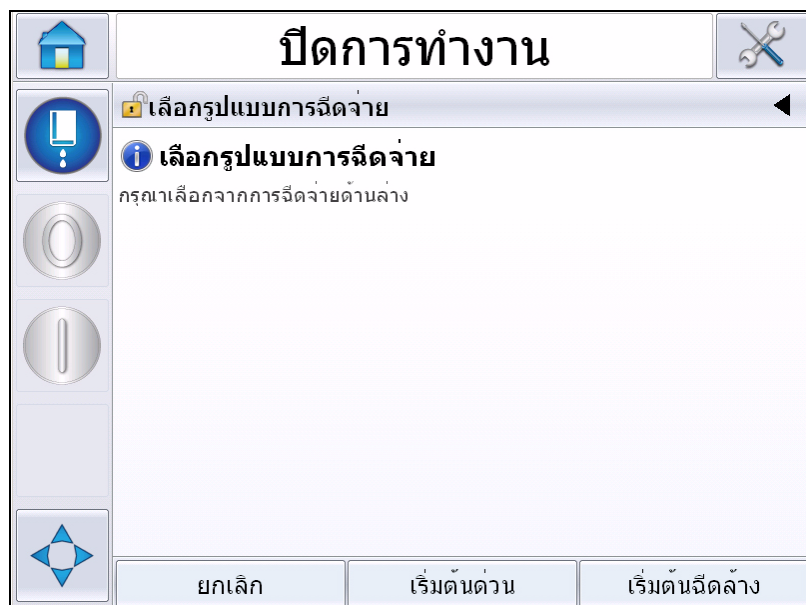 ปิดการทำงาน
เลือกรูปแบบการฉีดจ่าย
เลือกรูปแบบการฉีดจ่าย
กรุณาเลือกจากการฉีดจ่ายด้านล่าง
ยกเลิก
เริ่มต้นด่วน
เริ่มต้นฉีดล้าง